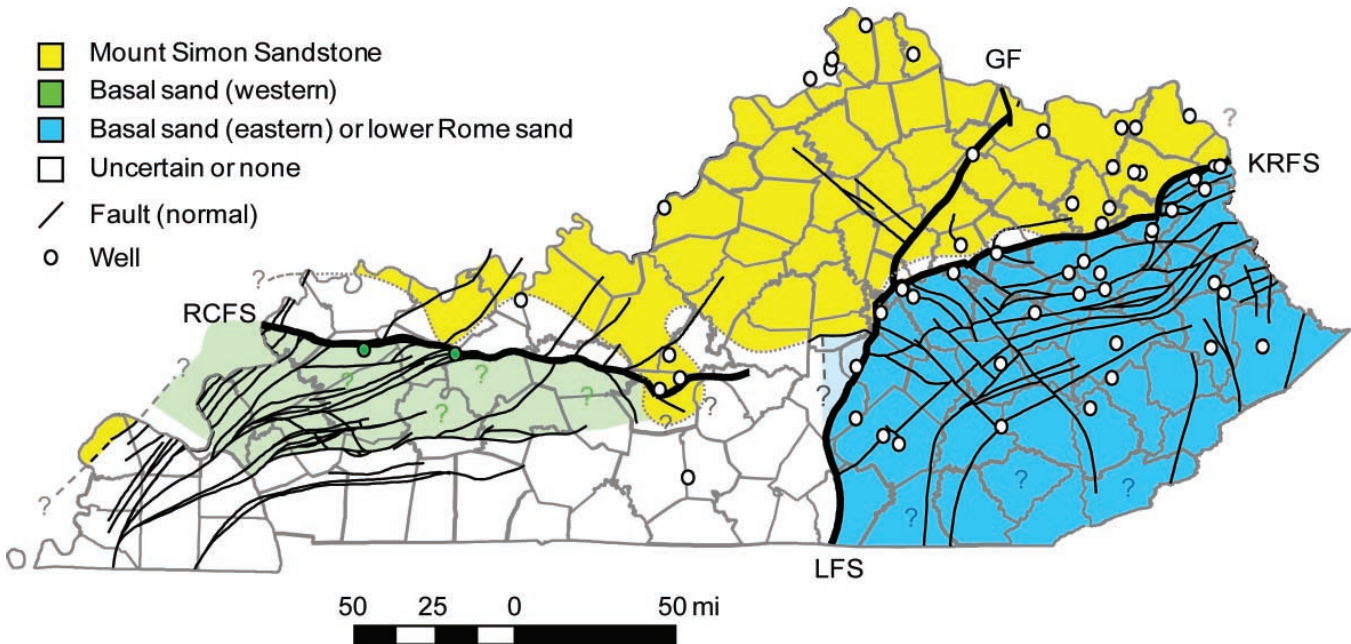 Mount Simon Sandstone
Basal sand (western)
Basal sand (eastern) or lower Rome sand
Uncertain or none
Fault (normal)
Well
GF
?
KRFS
?
RCFS
?
?
?
?
?
?
?
?
?
?
?
?
LFS
50 25 0 50 mi